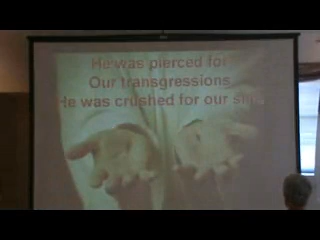 He was pierced for
Our transgressions
He was crushed for our sins